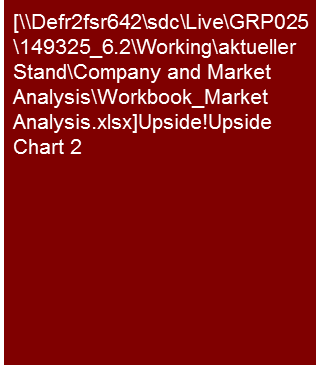 [\\Defr2fsr642\sdc\Live\GRP025
\149325_6.2\Working\aktueller
Stand\Company and Market
Analysis\Workbook_Market
Analysis.xlsx]Upside!Upside
Chart 2